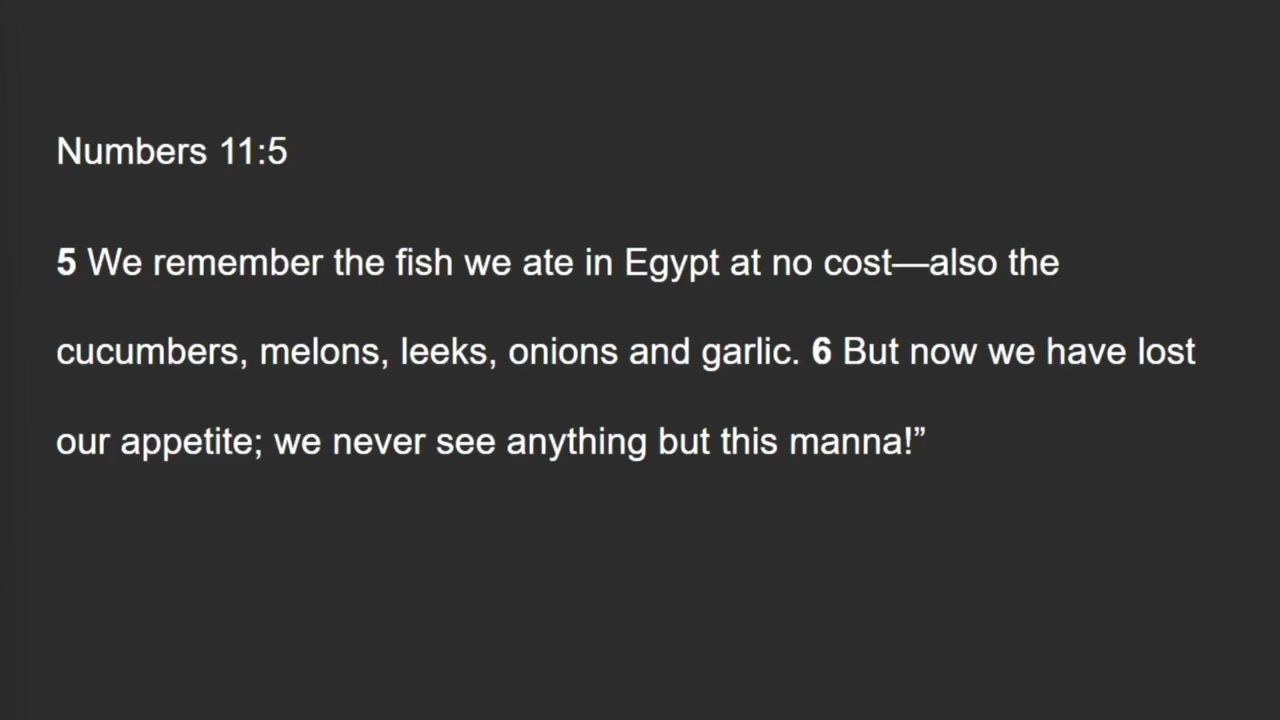 Numbers 11:5
5 We remember the fish we ate in Egypt at no cost—also the
cucumbers, melons, leeks, onions and garlic. 6 But now we have lost
our appetite; we never see anything but this manna!”